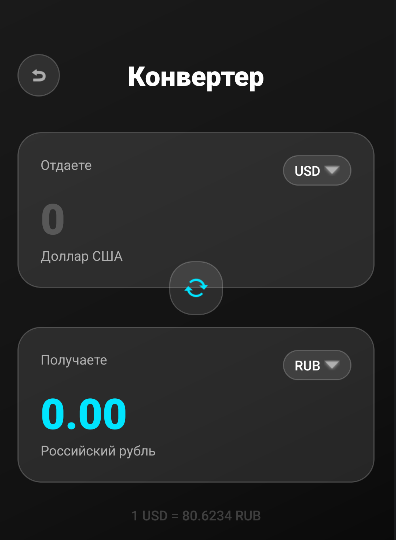 Конвертер
Отдаете
USD
0
Доллар США
Получаете
RUB
0.00
Российский рубль
1 USD = 80.6234 RUB